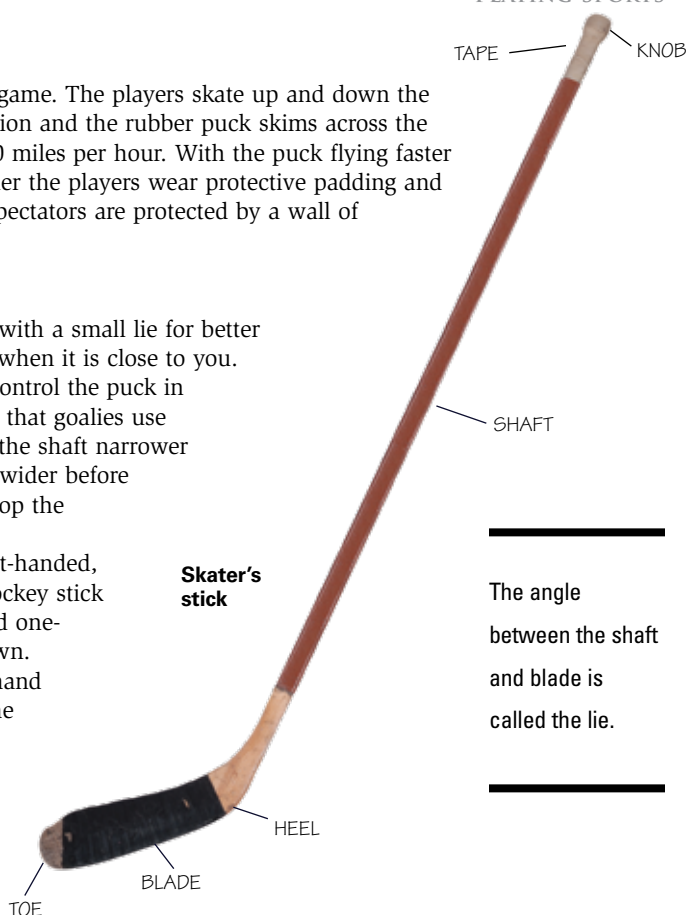 PLAYING SPORTS
TAPE
KNOB
game. The players skate up and down the
ion and the rubber puck skims across the
0 miles per hour. With the puck flying faster
er the players wear protective padding and
pectators are protected by a wall of
with a small lie for better
when it is close to you.
ontrol the puck in
that goalies use
the shaft narrower
wider before
op the
t-handed,
ockey stick
d one-
wn.
hand
ne
SHAFT
Skater's
stick
The angle
between the shaft
and blade is
called the lie.
HEEL
BLADE
TOE